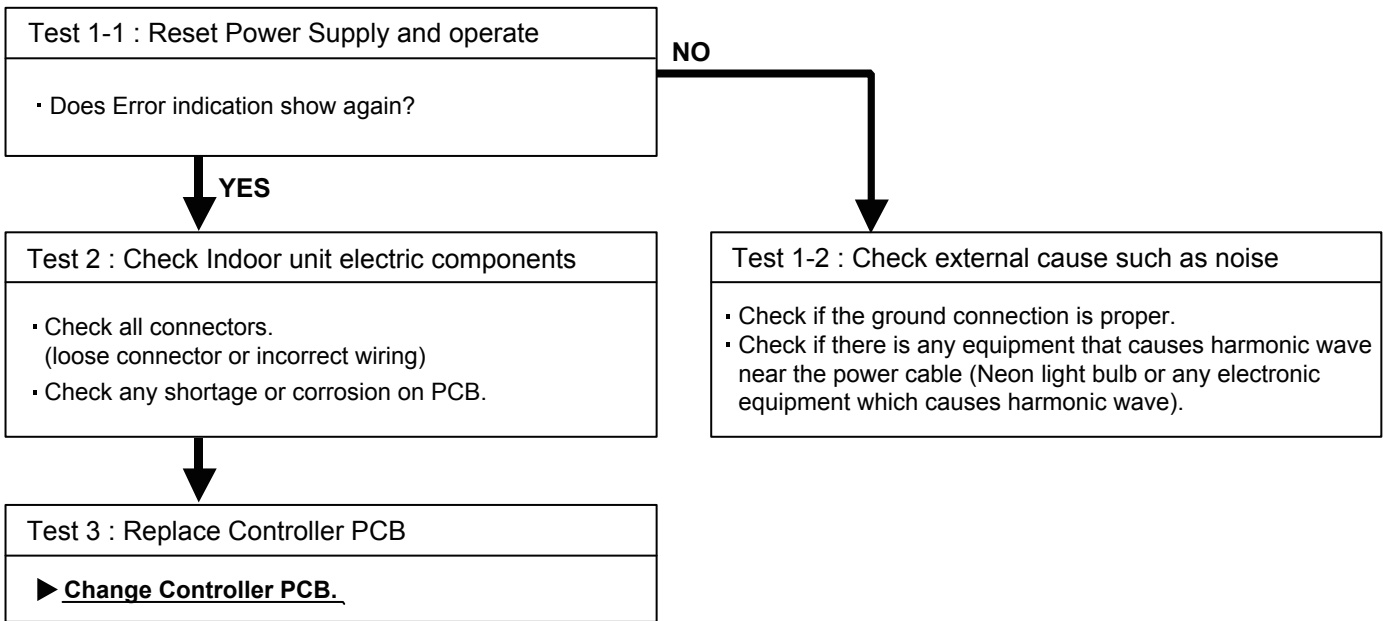 Test 1-1 : Reset Power Supply and operate
· Does Error indication show again?
NO
YES
Test 2 : Check Indoor unit electric components
· Check all connectors.
(loose connector or incorrect wiring)
· Check any shortage or corrosion on PCB.
Test 1-2 : Check external cause such as noise
· Check if the ground connection is proper.
· Check if there is any equipment that causes harmonic wave
near the power cable (Neon light bulb or any electronic
equipment which causes harmonic wave).
Test 3 : Replace Controller PCB
▶ Change Controller PCB.